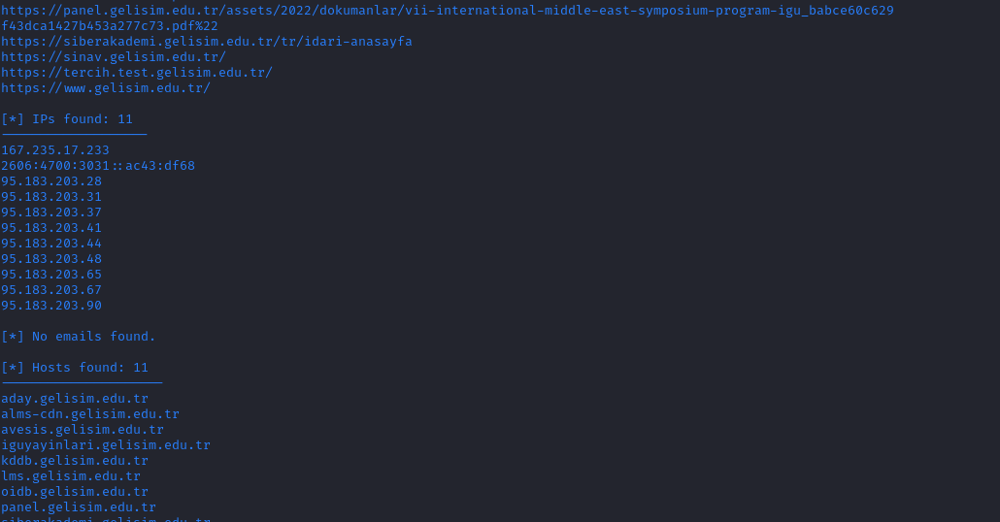 https://panel.gelisim.edu.tr/assets/2022/dokumanlar/vii-international-middle-east-symposium-program-igu_babce60c629
f43dca1427b453a277c73.pdf%22
https://siberakademi.gelisim.edu.tr/tr/idari-anasayfa
https://sinav.gelisim.edu.tr/
https://tercih.test.gelisim.edu.tr/
https://www.gelisim.edu.tr/
[*] IPs found: 11
-------------------
167.235.17.233
2606:4700:3031::ac43:df68
95.183.203.28
95.183.203.31
95.183.203.37
95.183.203.41
95.183.203.44
95.183.203.48
95.183.203.65
95.183.203.67
95.183.203.90
[*] No emails found.
[*] Hosts found: 11
---------------------
aday.gelisim.edu.tr
alms-cdn.gelisim.edu.tr
avesis.gelisim.edu.tr
iguyayinlari.gelisim.edu.tr
kddb.gelisim.edu.tr
lms.gelisim.edu.tr
oidb.gelisim.edu.tr
panel.gelisim.edu.tr
siberakademi.gelisim.edu.tr